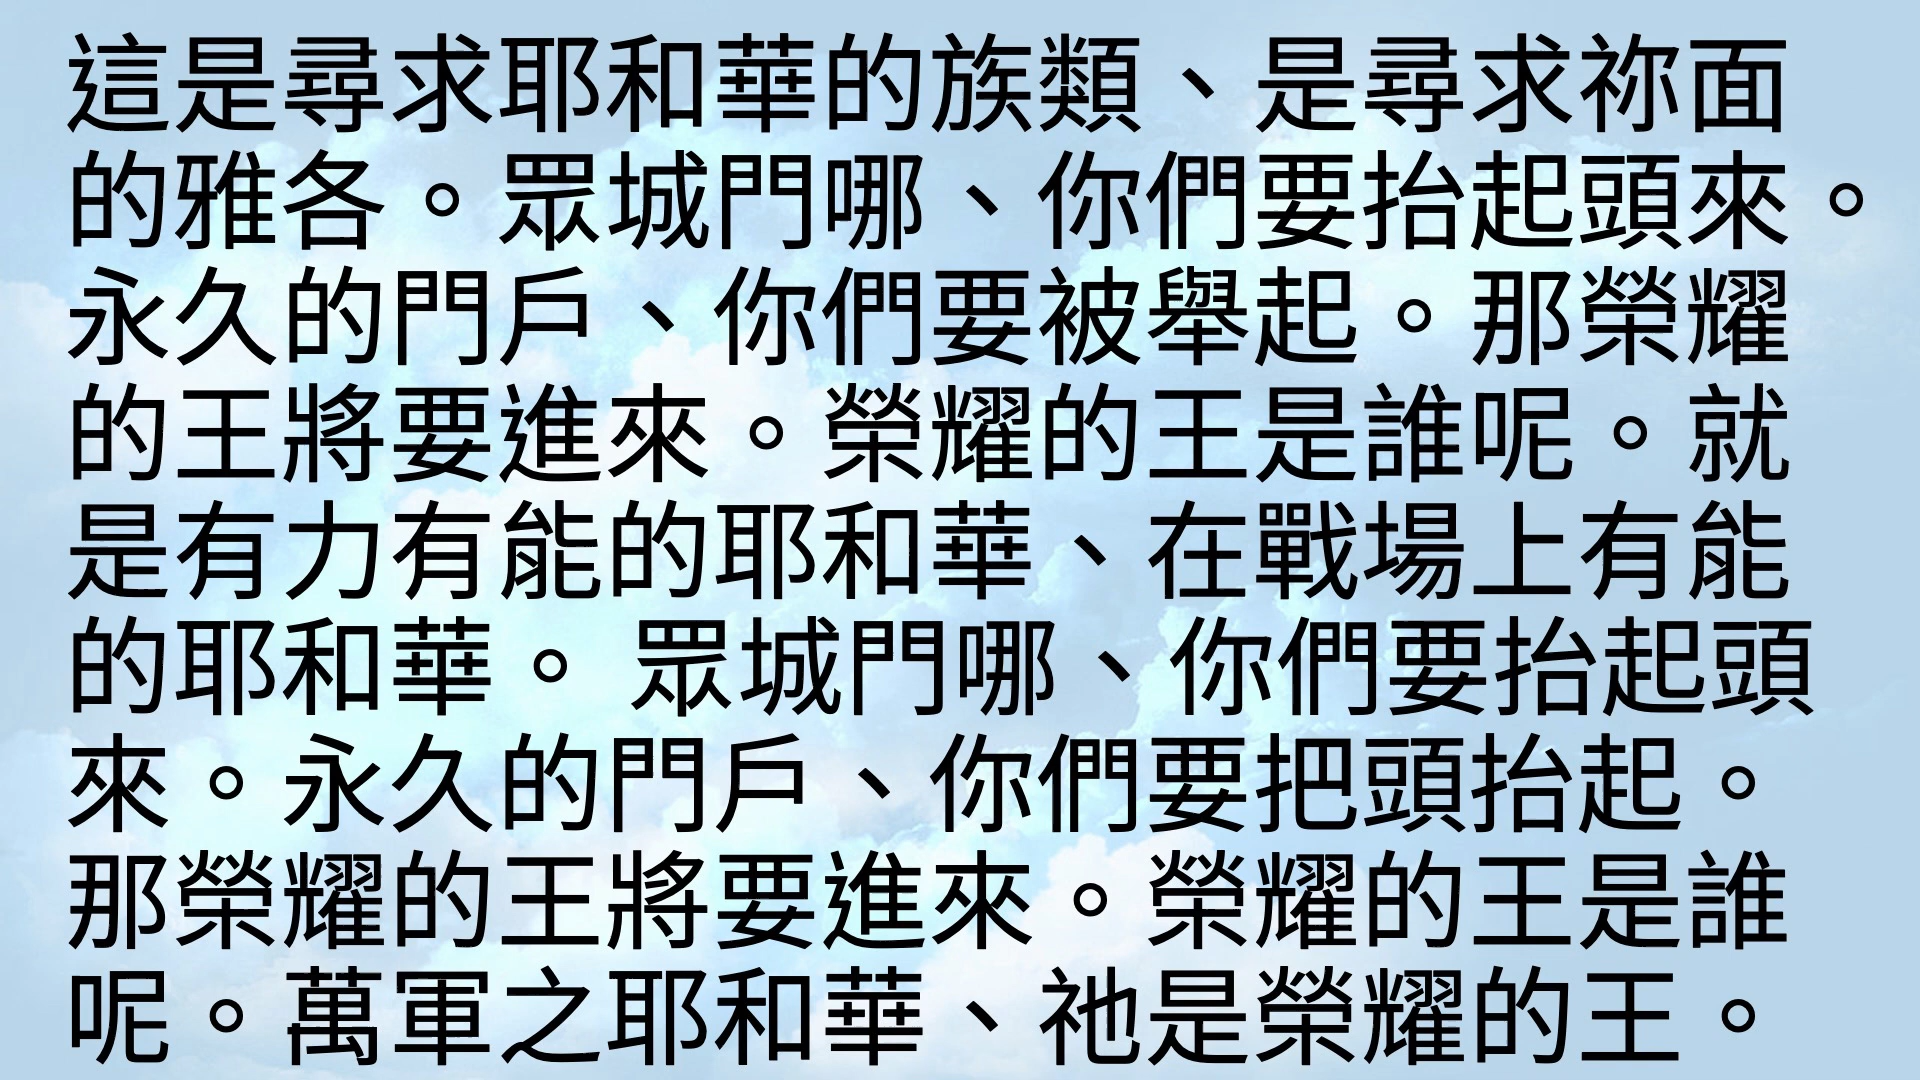 這是尋求耶和華的族類、是尋求祢面
的雅各。眾城門哪、你們要抬起頭來。
永久的門戶、你們要被舉起。那榮耀
的王將要進來。榮耀的王是誰呢。就
是有力有能的耶和華、在戰場上有能
的耶和華。 眾城門哪、你們要抬起頭
來。永久的門戶、你們要把頭抬起。
那榮耀的王將要進來。榮耀的王是誰
呢。萬軍之耶和華、祂是榮耀的王。